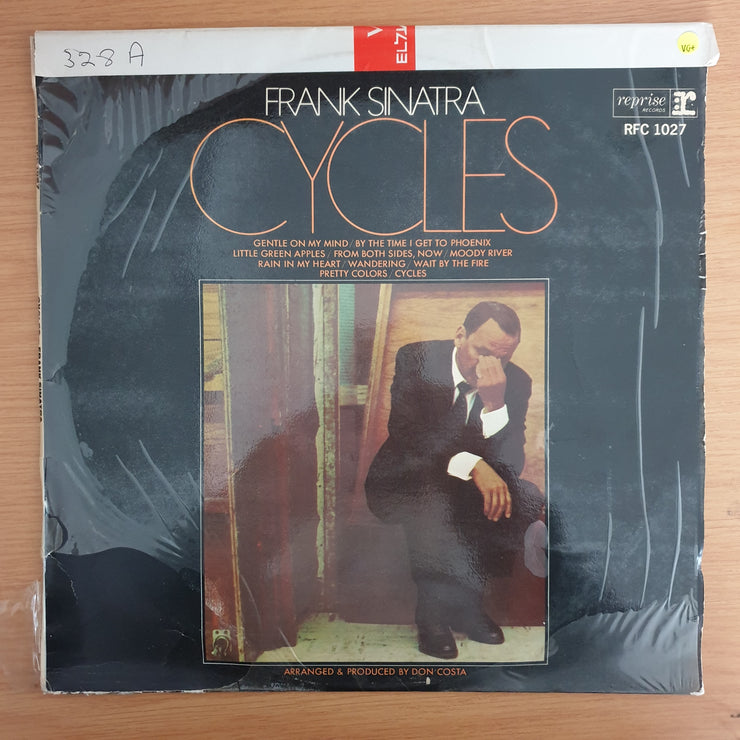 328 A
EL7
VG+
FRANK SINATRA
CYCLES
reprise
RECORDS
r
RFC 1027
GENTLE ON MY MIND / BY THE TIME I GET TO PHOENIX
LITTLE GREEN APPLES / FROM BOTH SIDES, NOW / MOODY RIVER
RAIN IN MY HEART / WANDERING / WAIT BY THE FIRE
PRETTY COLORS / CYCLES
ARRANGED & PRODUCED BY DON COSTA